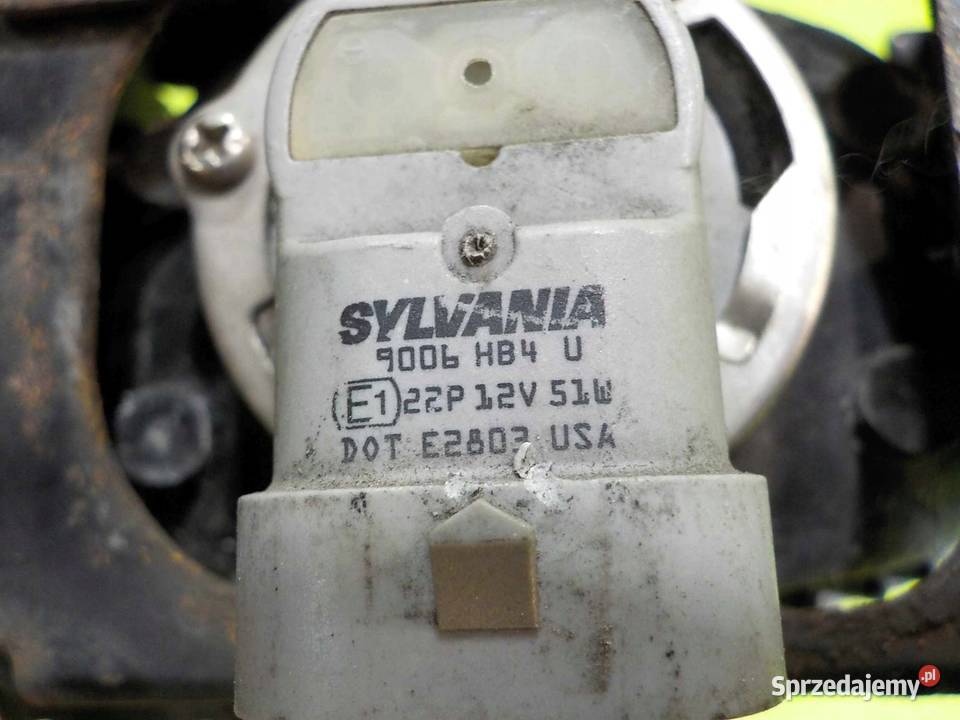 SYLVANIA
9006 HB4 U
E1 22P 12V 51W
DOT E2803 USA
Sprzedajemy.pl